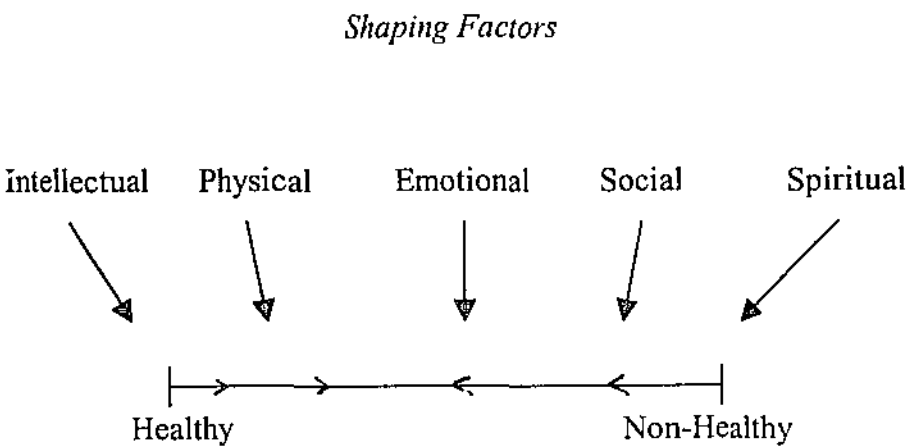 Shaping Factors
Intellectual Physical Emotional Social Spiritual
Healthy Non-Healthy